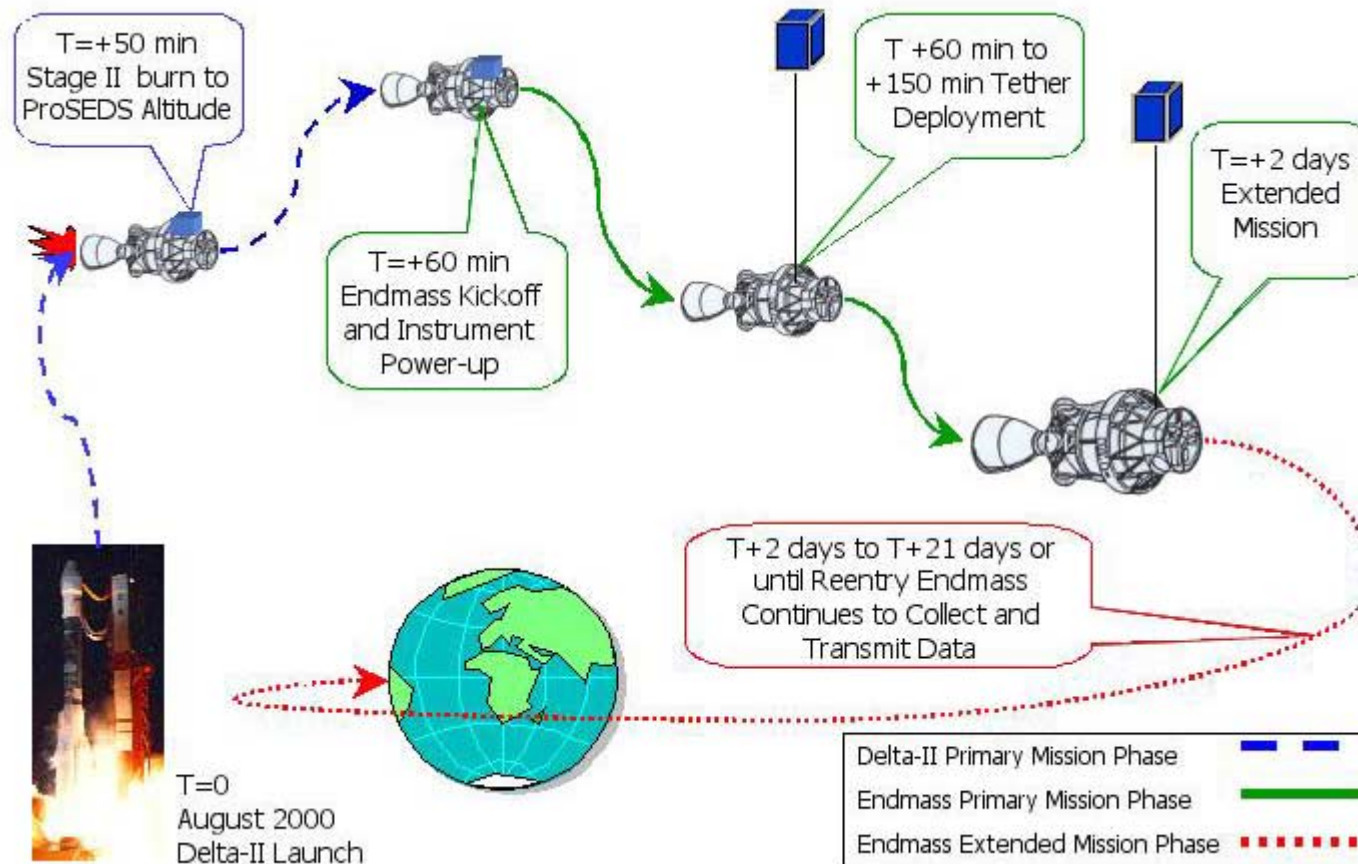 T=+50 min
Stage II burn to
ProSEDS Altitude
T=+60 min
Endmass Kickoff
and Instrument
Power-up
T +60 min to
+150 min Tether
Deployment
T=+2 days
Extended
Mission
T+2 days to T+21 days or
until Reentry Endmass
Continues to Collect and
Transmit Data
T=0
August 2000
Delta-II Launch
Delta-II Primary Mission Phase
Endmass Primary Mission Phase
Endmass Extended Mission Phase